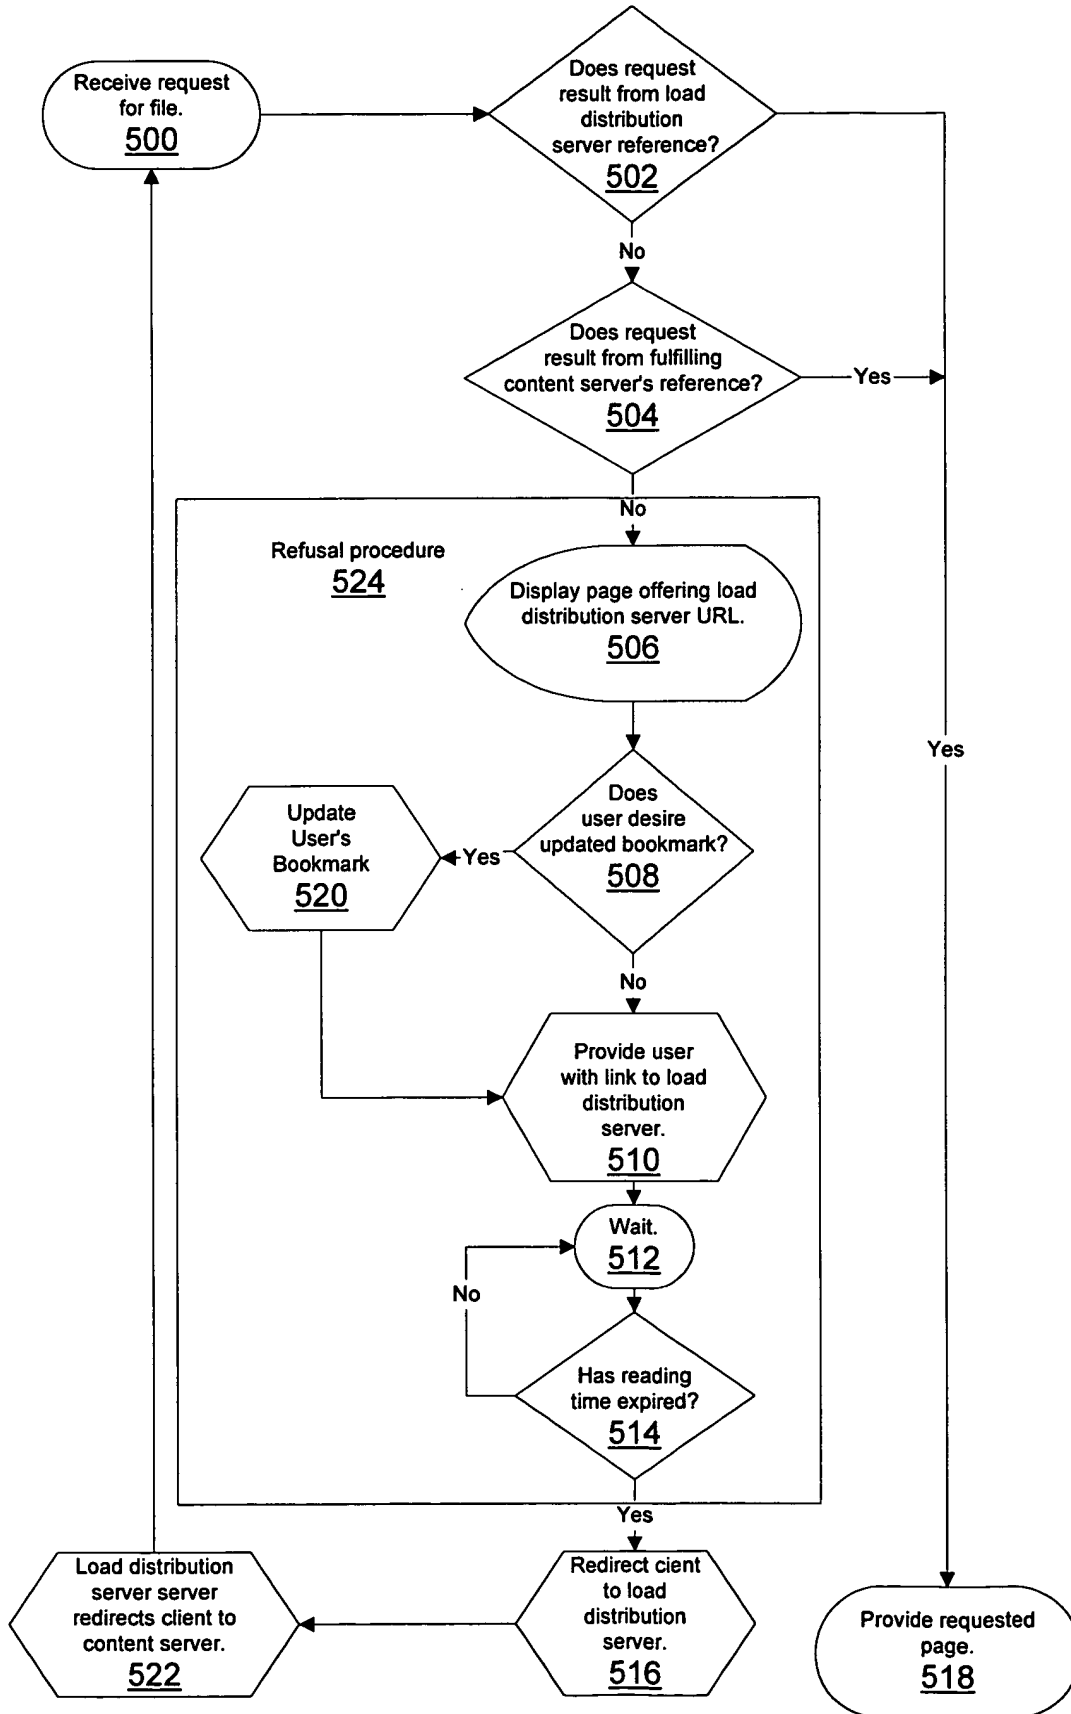 Receive request
for file.
500
Does request
result from load
distribution
server reference?
502
No
Does request
result from fulfilling
content server's reference?
504
Yes
No
Refusal procedure
524
Display page offering load
distribution server URL.
506
Yes
Does
user desire
updated bookmark?
508
Yes
Update
User's
Bookmark
520
No
Provide user
with link to load
distribution
server.
510
Wait.
512
No
Has reading
time expired?
514
Yes
Load distribution
server server
redirects client to
content server.
522
Redirect cient
to load
distribution
server.
516
Provide requested
page.
518